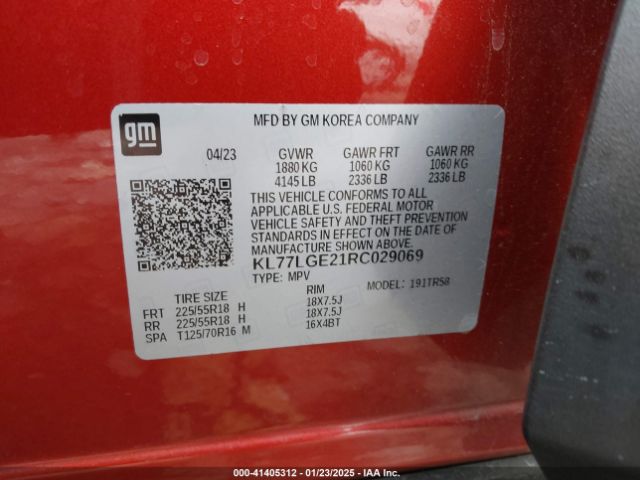 gm
MFD BY GM KOREA COMPANY
04/23 GVWR GAWR FRT GAWR RR
1880 KG 1060 KG 1060 KG
4145 LB 2336 LB 2336 LB
THIS VEHICLE CONFORMS TO ALL
APPLICABLE U.S. FEDERAL MOTOR
VEHICLE SAFETY AND THEFT PREVENTION
STANDARDS IN EFFECT ON THE DATE OF
MANUFACTURE SHOWN ABOVE.
KL77LGE21RC029069
TYPE: MPV MODEL: 191TR58
TIRE SIZE RIM
FRT 225/55R18 H 18X7.5J
RR 225/55R18 H 18X7.5J
SPA T125/70R16 M 16X4BT
000-41405312 - 01/23/2025 - IAA Inc.